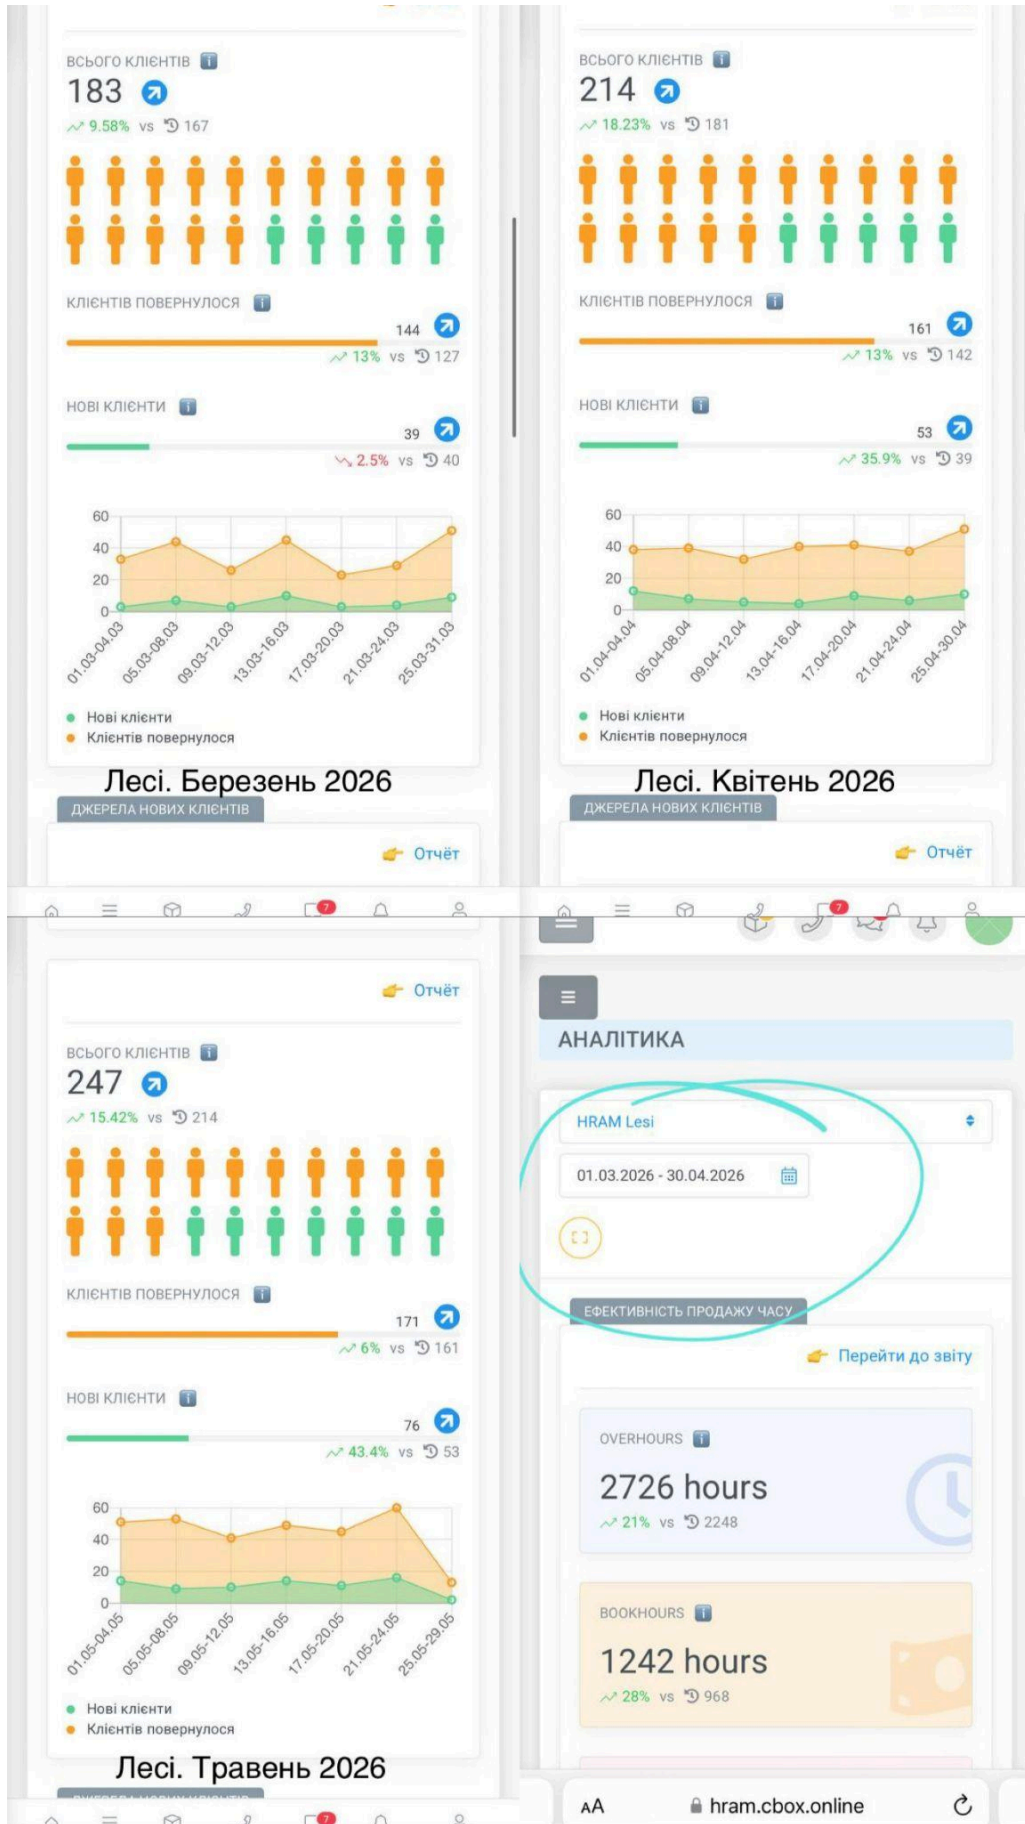 ВСЬОГО КЛІЄНТІВ
183
9.58% vs 167
КЛІЄНТІВ ПОВЕРНУЛОСЯ
144
13% vs 127
НОВІ КЛІЄНТИ
39
2.5% vs 40
60
40
20
0
01.03-04.03
05.03-08.03
09.03-12.03
13.03-16.03
17.03-20.03
21.03-24.03
25.03-31.03
Нові клієнти
Клієнтів повернулося
Лесі. Березень 2026
ДЖЕРЕЛА НОВИХ КЛІЄНТІВ
Отчёт
7
ВСЬОГО КЛІЄНТІВ
214
18.23% vs 181
КЛІЄНТІВ ПОВЕРНУЛОСЯ
161
13% vs 142
НОВІ КЛІЄНТИ
53
35.9% vs 39
60
40
20
0
01.04-04.04
05.04-08.04
09.04-12.04
13.04-16.04
17.04-20.04
21.04-24.04
25.04-30.04
Нові клієнти
Клієнтів повернулося
Лесі. Квітень 2026
ДЖЕРЕЛА НОВИХ КЛІЄНТІВ
Отчёт
7
Отчёт
ВСЬОГО КЛІЄНТІВ
247
15.42% vs 214
КЛІЄНТІВ ПОВЕРНУЛОСЯ
171
6% vs 161
НОВІ КЛІЄНТИ
76
43.4% vs 53
60
40
20
0
01.05-04.05
05.05-08.05
09.05-12.05
13.05-16.05
17.05-20.05
21.05-24.05
25.05-29.05
Нові клієнти
Клієнтів повернулося
Лесі. Травень 2026
7
АНАЛІТИКА
HRAM Lesi
01.03.2026 - 30.04.2026
ЕФЕКТИВНІСТЬ ПРОДАЖУ ЧАСУ
Перейти до звіту
OVERHOURS
2726 hours
21% vs 2248
BOOKHOURS
1242 hours
28% vs 968
AA
hram.cbox.online